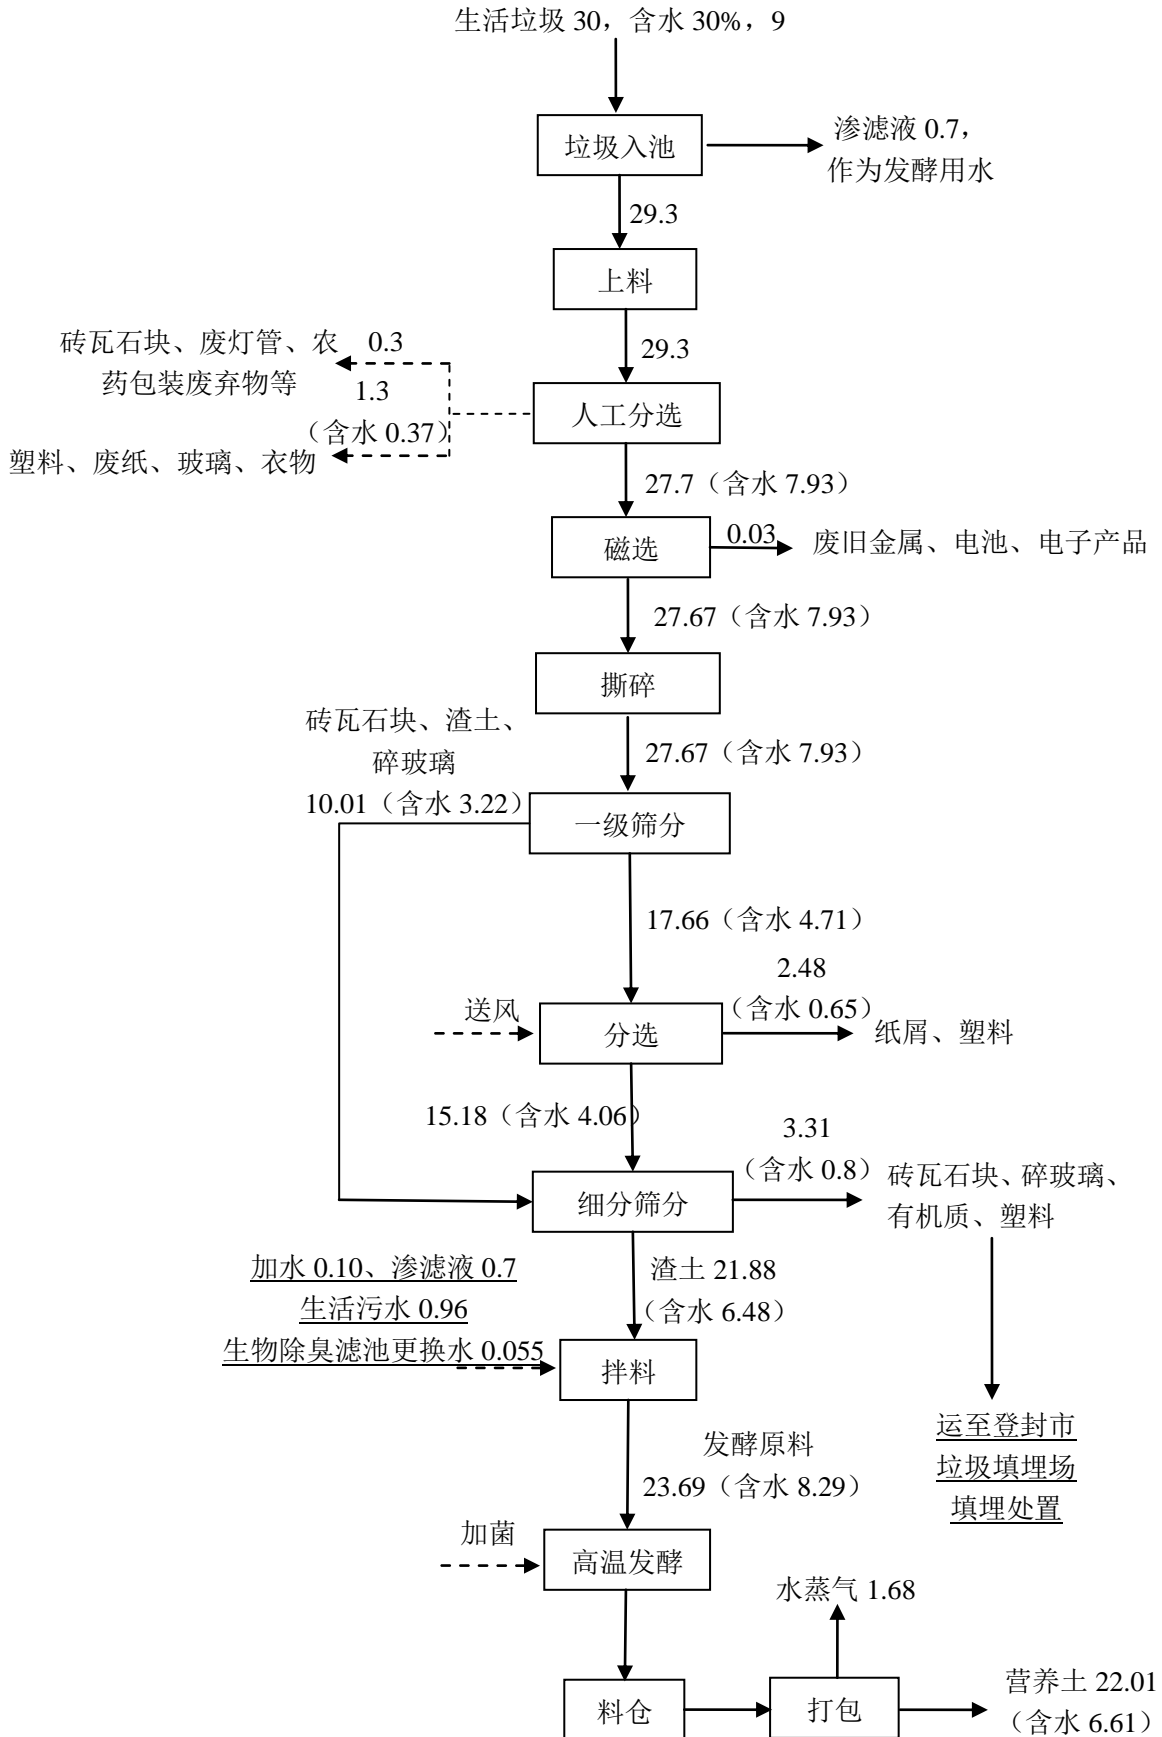 生活垃圾 30，含水 30%，9
垃圾入池
渗滤液 0.7，
作为发酵用水
29.3
上料
29.3
砖瓦石块、废灯管、农
药包装废弃物等
0.3
1.3
（含水 0.37）
塑料、废纸、玻璃、衣物
人工分选
27.7（含水 7.93）
磁选
0.03
废旧金属、电池、电子产品
27.67（含水 7.93）
撕碎
27.67（含水 7.93）
砖瓦石块、渣土、
碎玻璃
10.01（含水 3.22）
一级筛分
17.66（含水 4.71）
送风
分选
2.48
（含水 0.65）
纸屑、塑料
15.18（含水 4.06）
细分筛分
3.31
（含水 0.8）
砖瓦石块、碎玻璃、
有机质、塑料
渣土 21.88
（含水 6.48）
加水 0.10、渗滤液 0.7
生活污水 0.96
生物除臭滤池更换水 0.055
拌料
运至登封市
垃圾填埋场
填埋处置
发酵原料
23.69（含水 8.29）
加菌
高温发酵
料仓
水蒸气 1.68
打包
营养土 22.01
（含水 6.61）